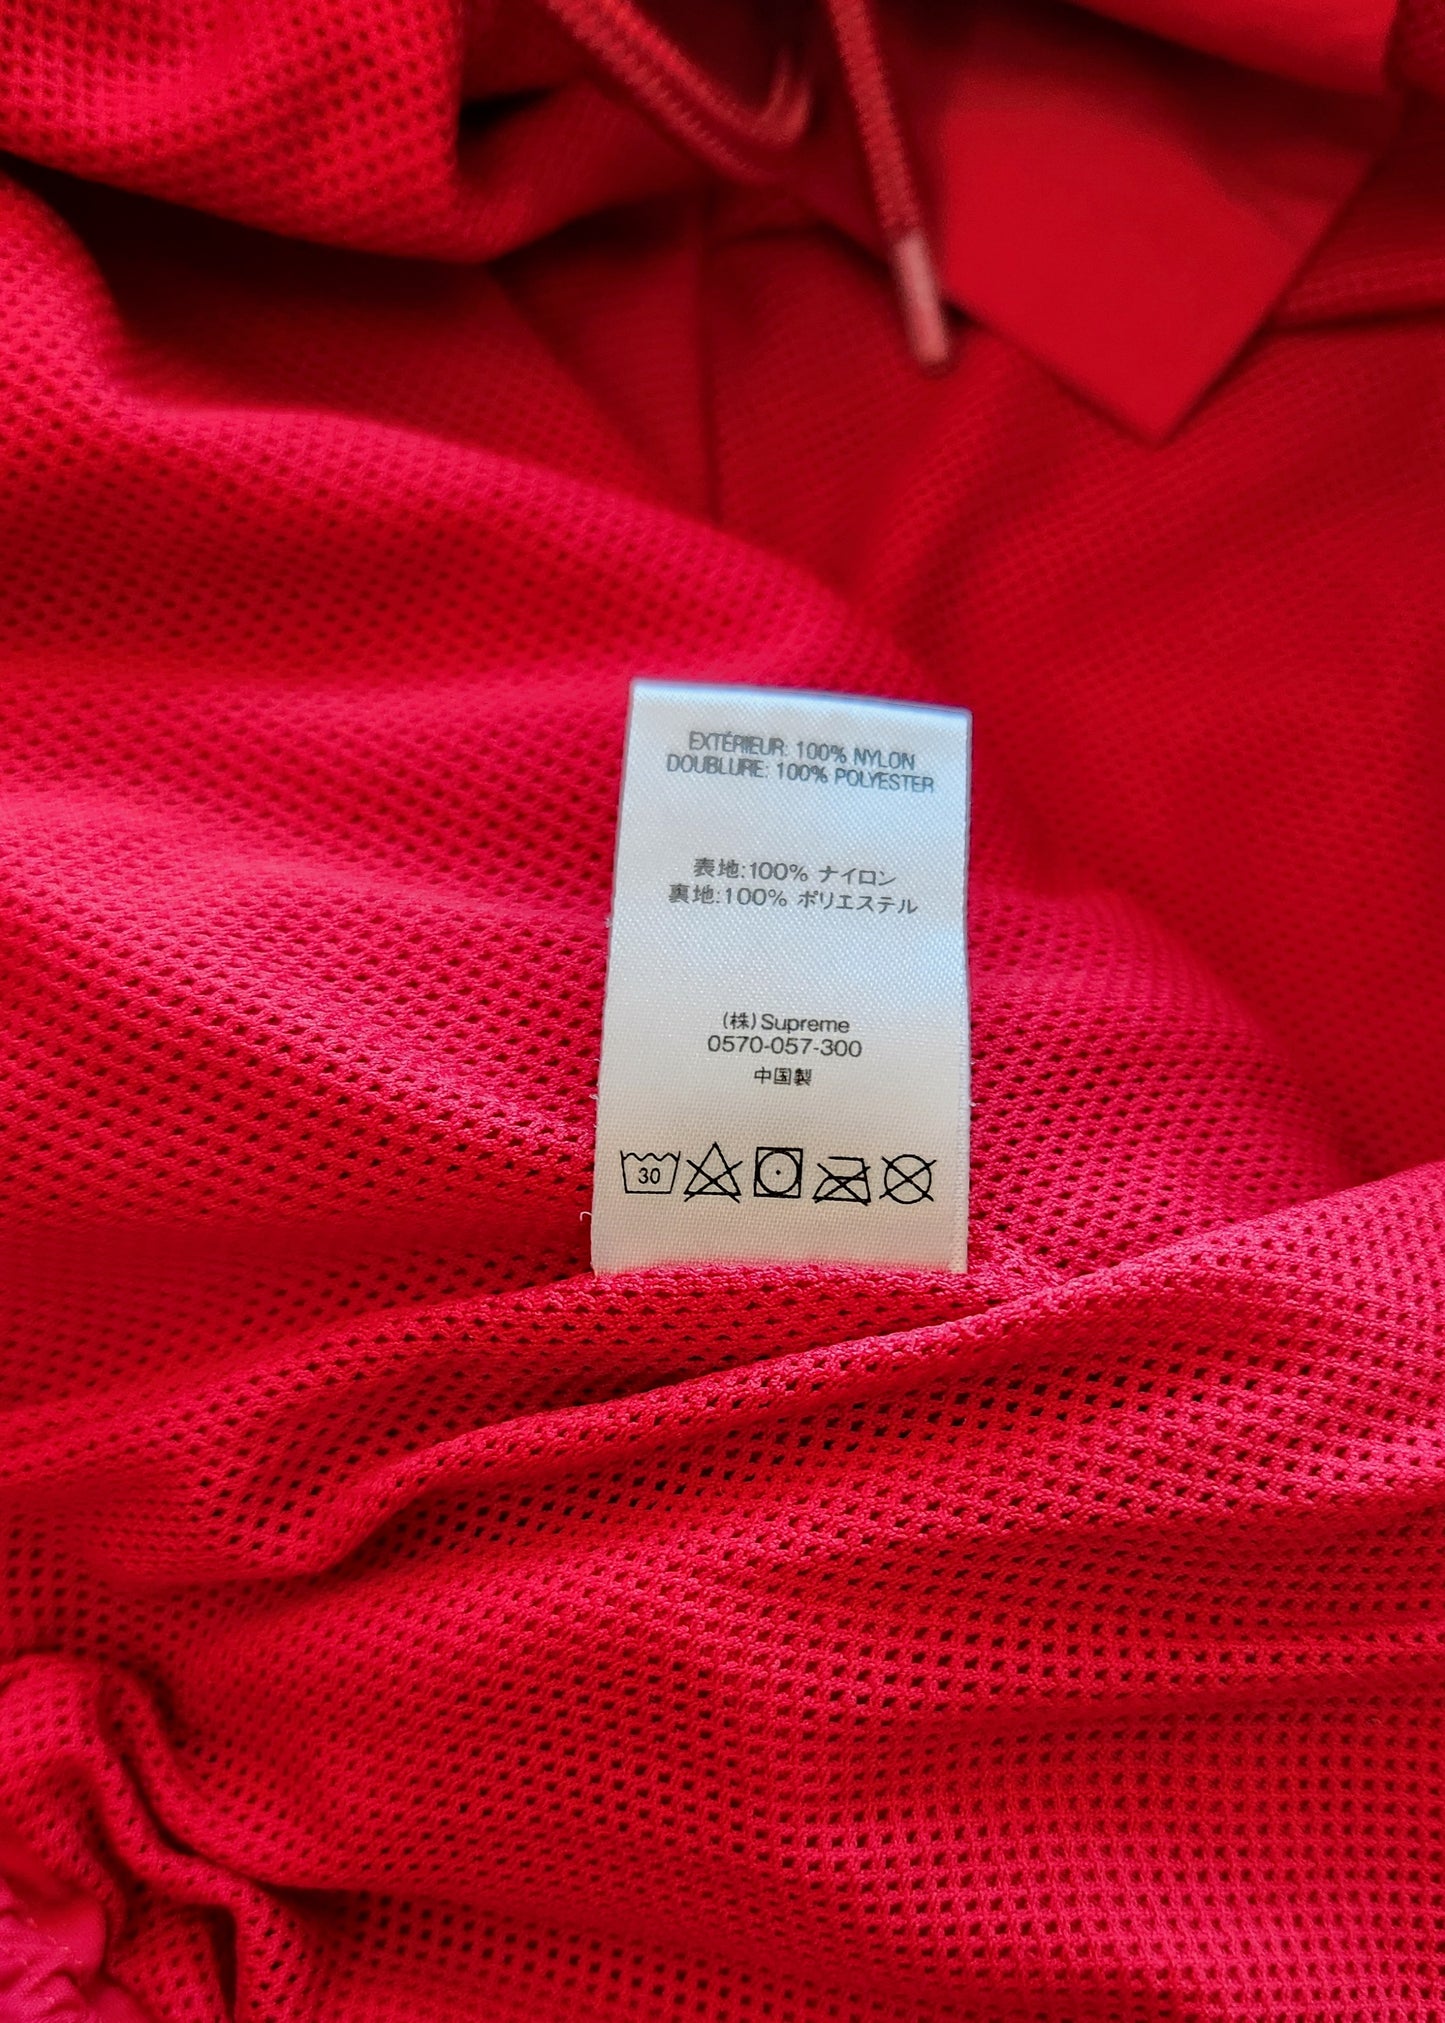 EXTÉRIEUR: 100% NYLON
DOUBLURE: 100% POLYESTER
表地:100% ナイロン
裏地:100% ポリエステル
(株)Supreme
0570-057-300
中国製
30